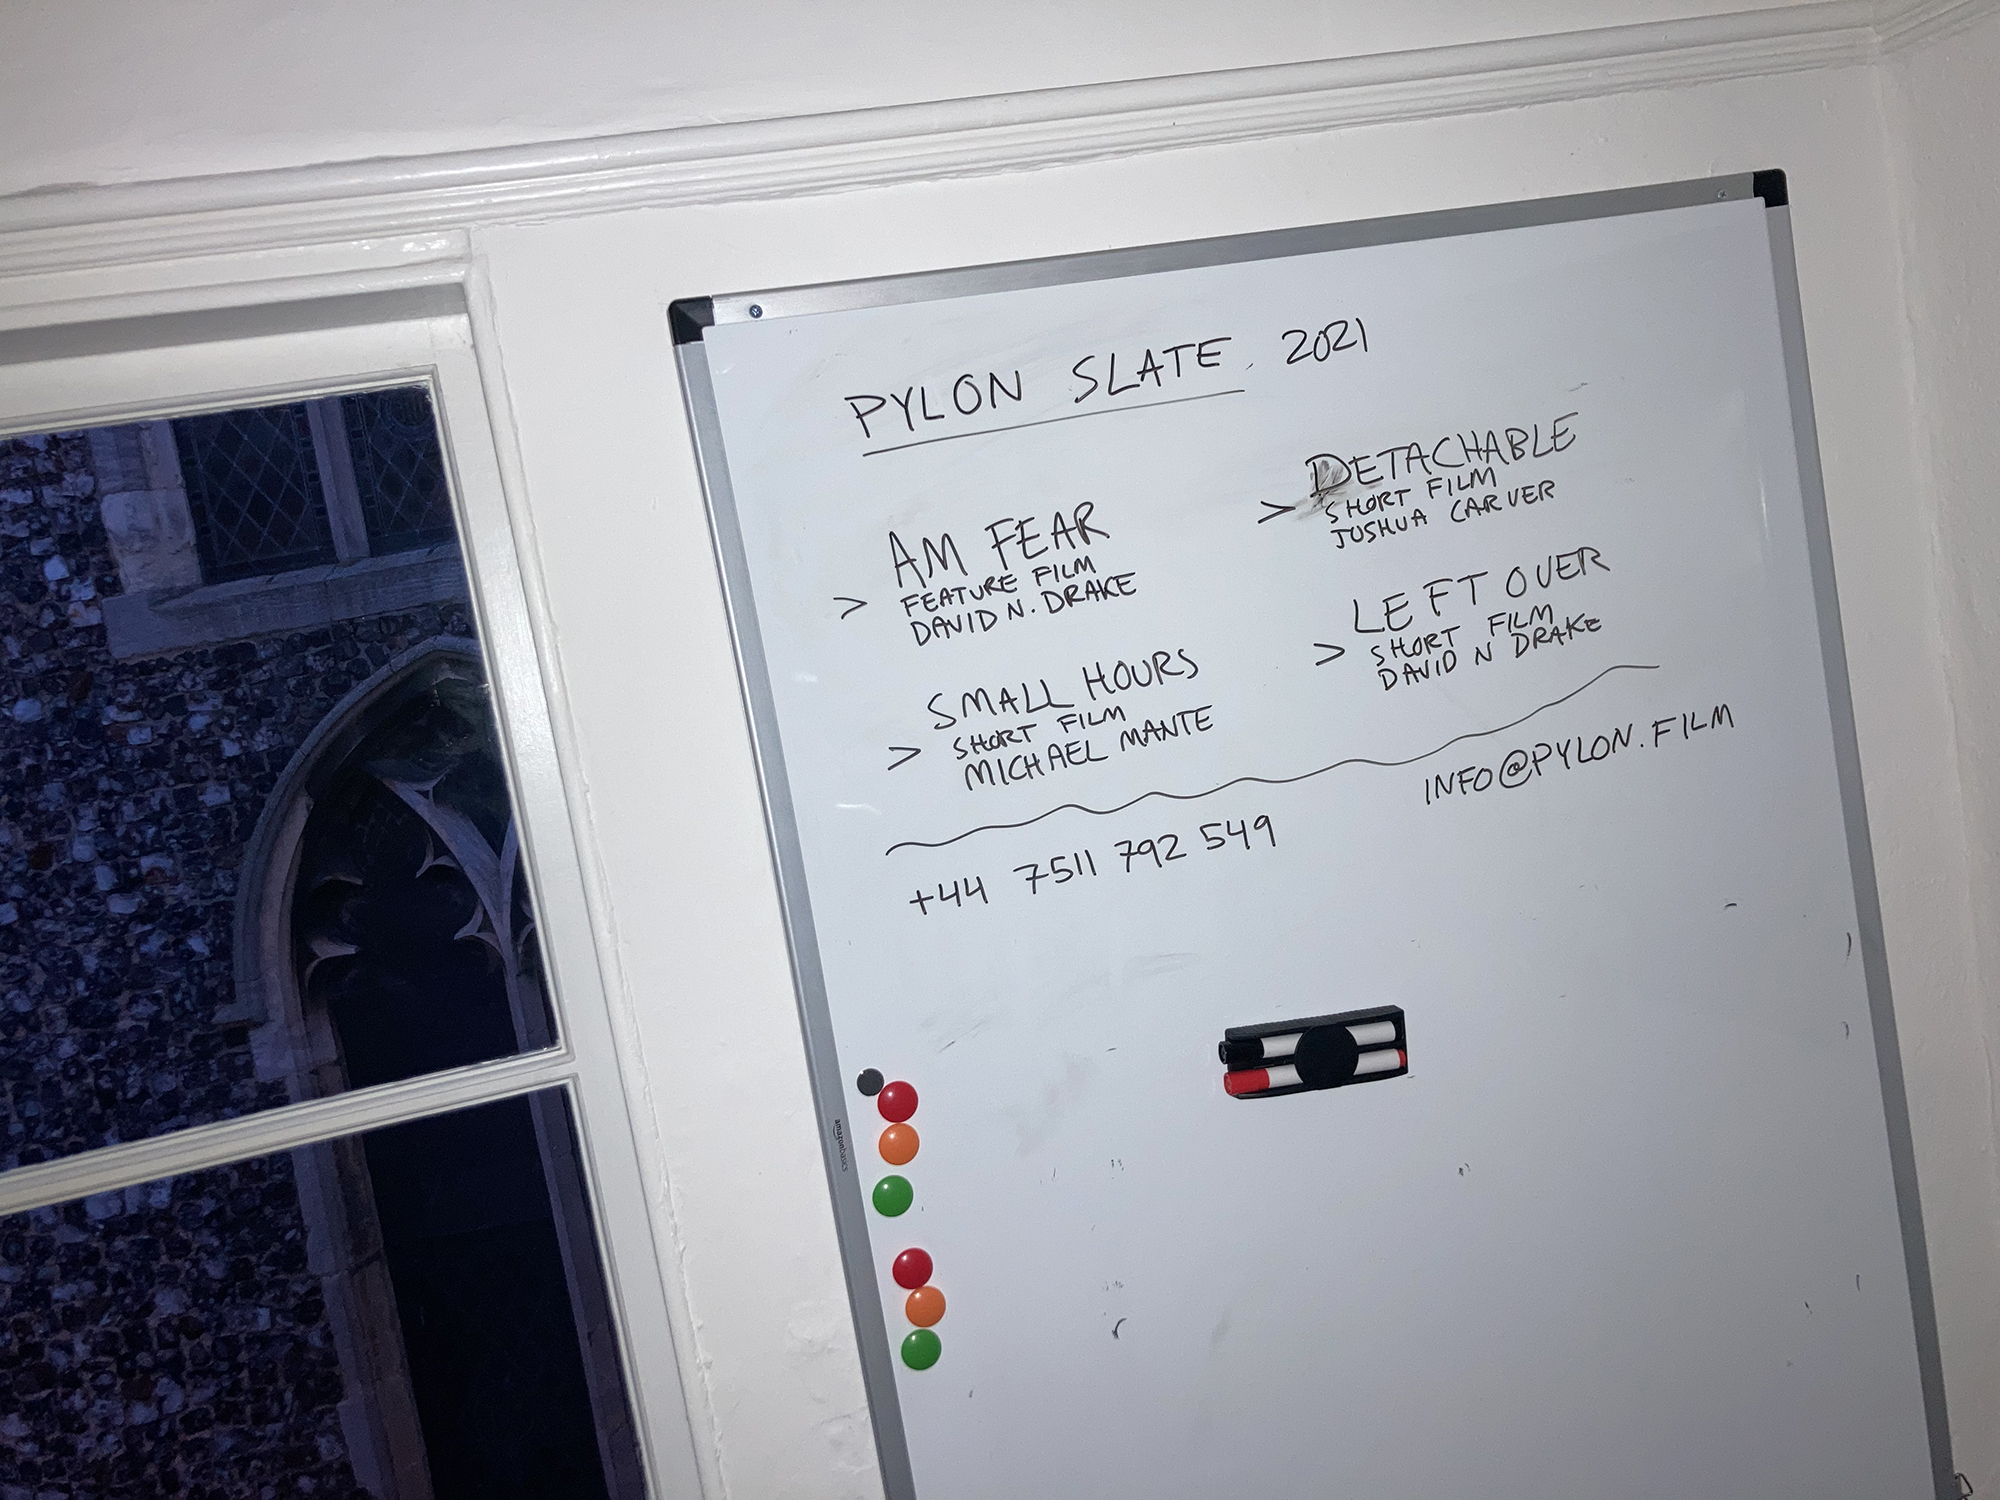 PYLON SLATE 2021
AM FEAR
> FEATURE FILM
DAVID N. DRAKE
SMALL HOURS
> SHORT FILM
MICHAEL MANTE
DETACHABLE
> SHORT FILM
JOSHUA CARVER
LEFT OVER
> SHORT FILM
DAVID N DRAKE
INFO@PYLON.FILM
+44 7511 792 549
amazonbasics